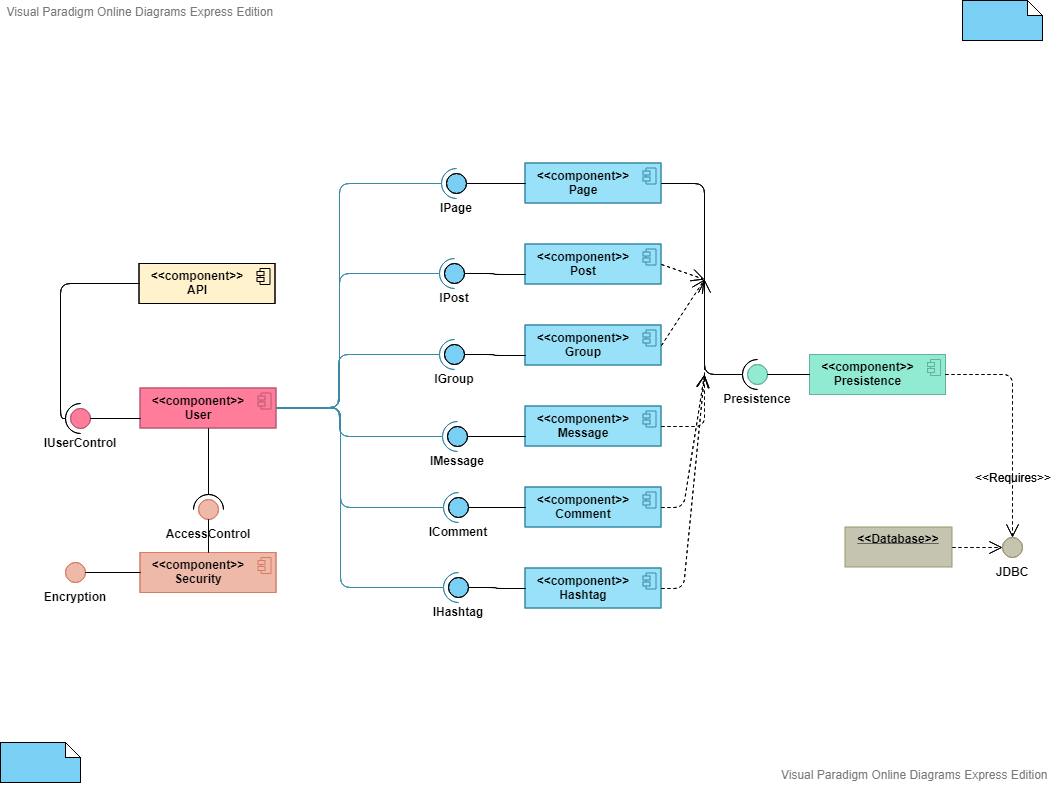 Visual Paradigm Online Diagrams Express Edition
<<component>>
Page
IPage
<<component>>
Post
IPost
<<component>>
API
<<component>>
Group
IGroup
<<component>>
Presistence
Presistence
<<component>>
User
IUserControl
<<component>>
Message
IMessage
<<Requires>>
<<component>>
Comment
IComment
AccessControl
<<Database>>
JDBC
<<component>>
Security
Encryption
<<component>>
Hashtag
IHashtag
Visual Paradigm Online Diagrams Express Edition